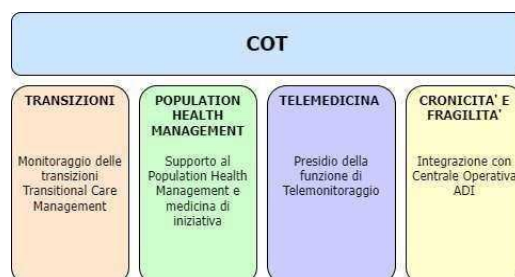 COT
TRANSIZIONI
Monitoraggio delle
transizioni
Transitional Care
Management
POPULATION
HEALTH
MANAGEMENT
Supporto al
Population Health
Management e
medicina di
iniziativa
TELEMEDICINA
Presidio della
funzione di
Telemonitoraggio
CRONICITA' E
FRAGILITA'
Integrazione con
Centrale Operativa
ADI